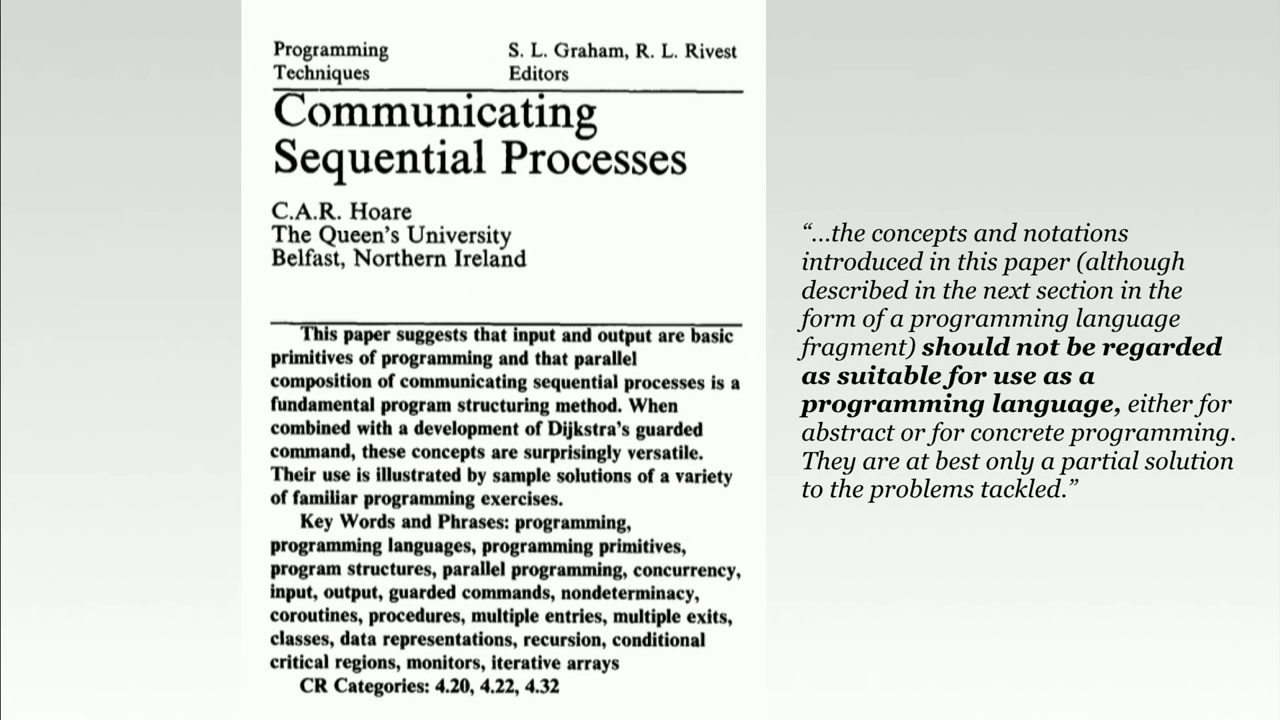 Programming
Techniques
S. L. Graham, R. L. Rivest
Editors
Communicating
Sequential Processes
C.A.R. Hoare
The Queen's University
Belfast, Northern Ireland
This paper suggests that input and output are basic
primitives of programming and that parallel
composition of communicating sequential processes is a
fundamental program structuring method. When
combined with a development of Dijkstra's guarded
command, these concepts are surprisingly versatile.
Their use is illustrated by sample solutions of a variety
of familiar programming exercises.
Key Words and Phrases: programming,
programming languages, programming primitives,
program structures, parallel programming, concurrency,
input, output, guarded commands, nondeterminacy,
coroutines, procedures, multiple entries, multiple exits,
classes, data representations, recursion, conditional
critical regions, monitors, iterative arrays
CR Categories: 4.20, 4.22, 4.32
“…the concepts and notations
introduced in this paper (although
described in the next section in the
form of a programming language
fragment) should not be regarded
as suitable for use as a
programming language, either for
abstract or for concrete programming.
They are at best only a partial solution
to the problems tackled.”